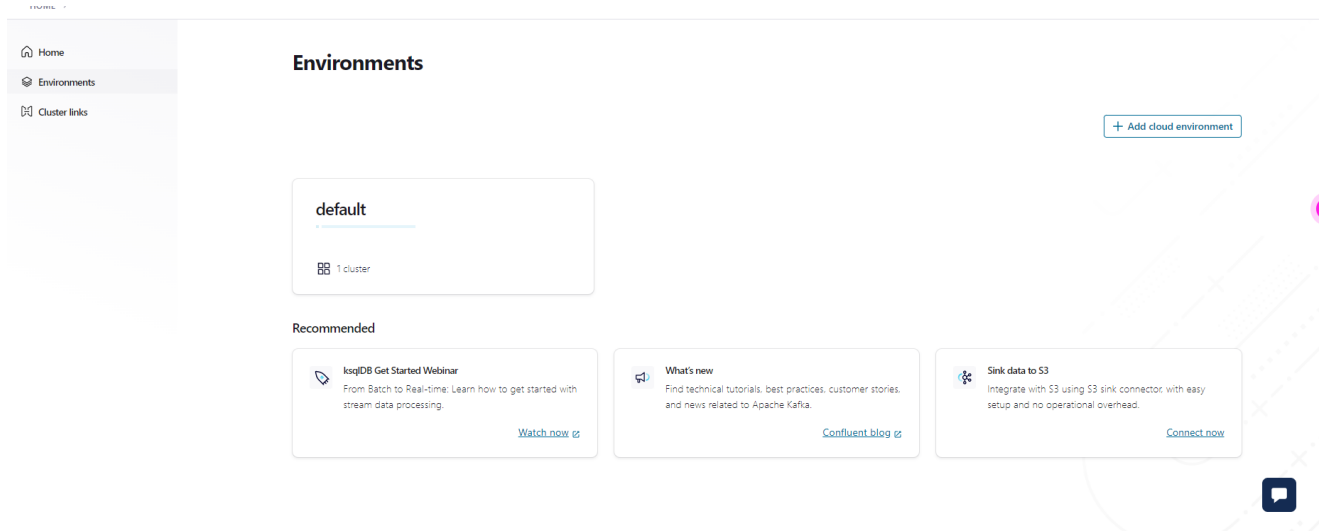 HOME
Home
Environments
Cluster links
Environments
+ Add cloud environment
default
1 cluster
Recommended
ksqlDB Get Started Webinar
From Batch to Real-time: Learn how to get started with
stream data processing.
Watch now
What's new
Find technical tutorials, best practices, customer stories,
and news related to Apache Kafka.
Confluent blog
Sink data to S3
Integrate with S3 using S3 sink connector, with easy
setup and no operational overhead.
Connect now